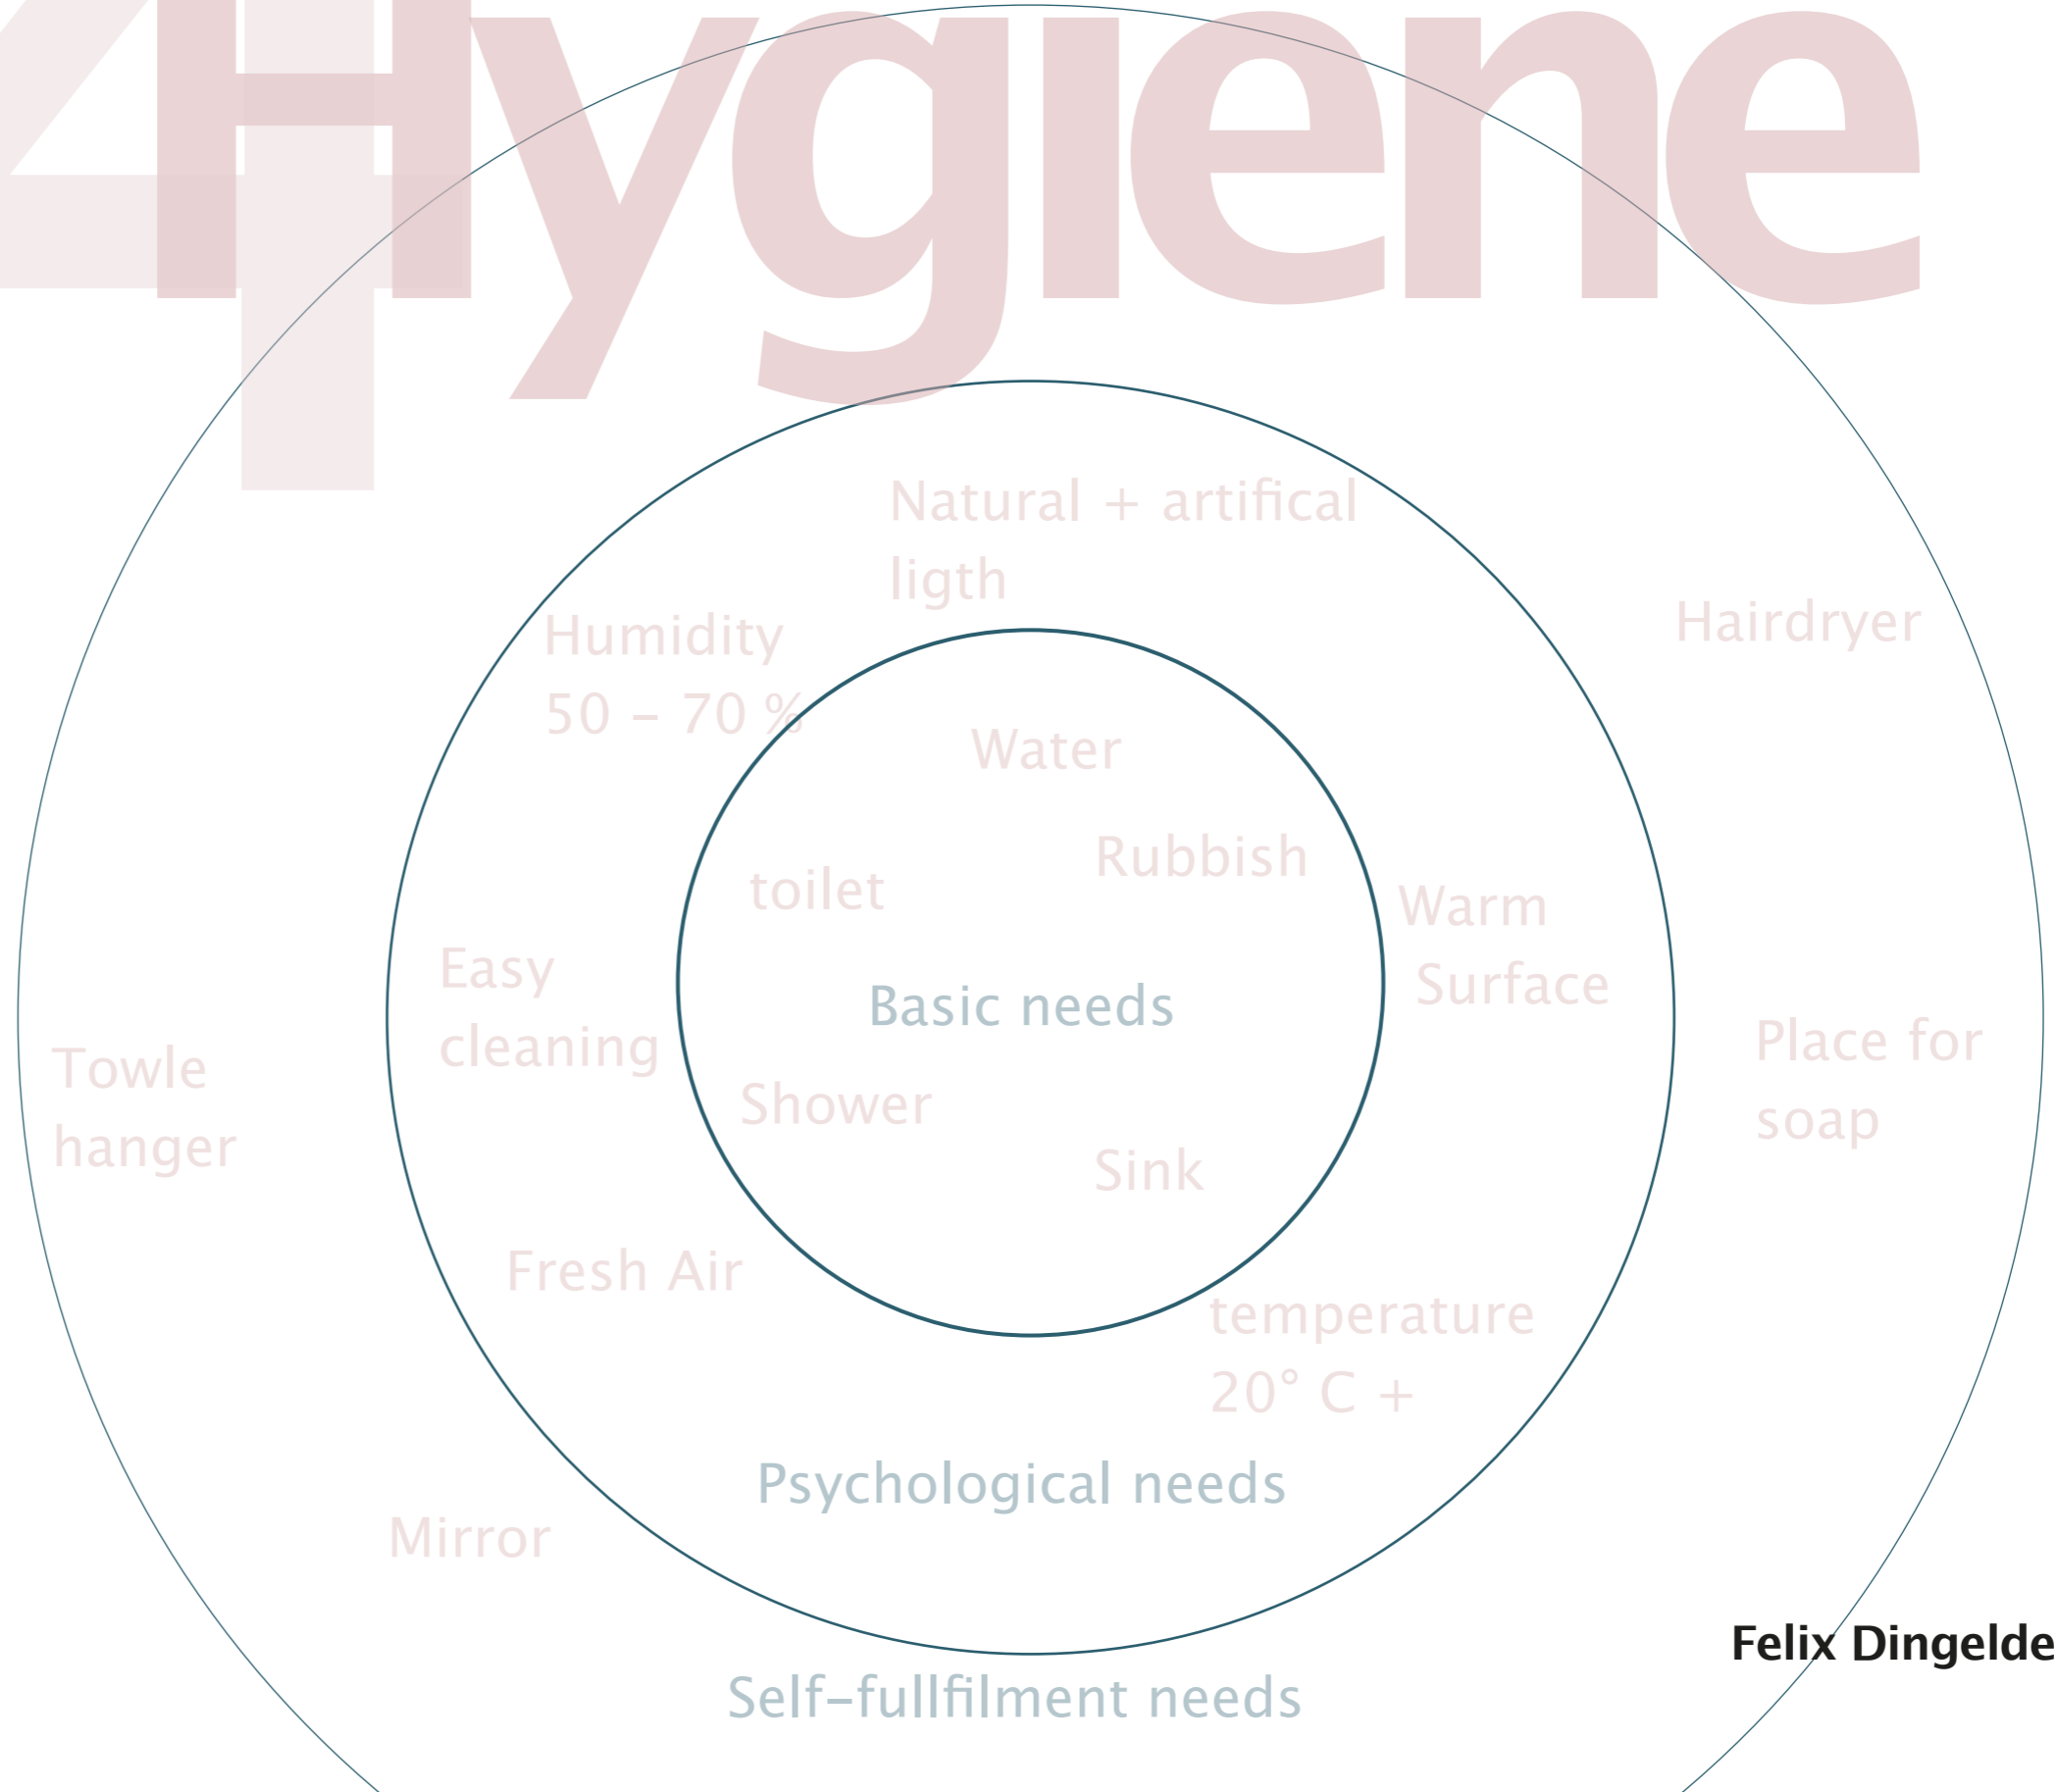 4
Hygiene
Natural + artifical
ligth
Humidity
50 – 70 %
Hairdryer
Water
Rubbish
toilet
Warm
Surface
Easy
cleaning
Basic needs
Towle
hanger
Place for
soap
Shower
Sink
Fresh Air
temperature
20° C +
Psychological needs
Mirror
Felix Dingelde
Self–fullfilment needs